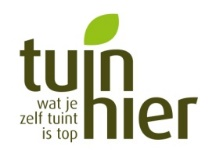 tuin
hier
wat je
zelf tuint
is top